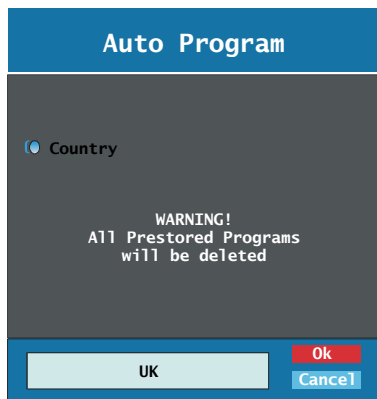 Auto Program
Country
WARNING!
All Prestored Programs
will be deleted
UK
Ok
Cancel